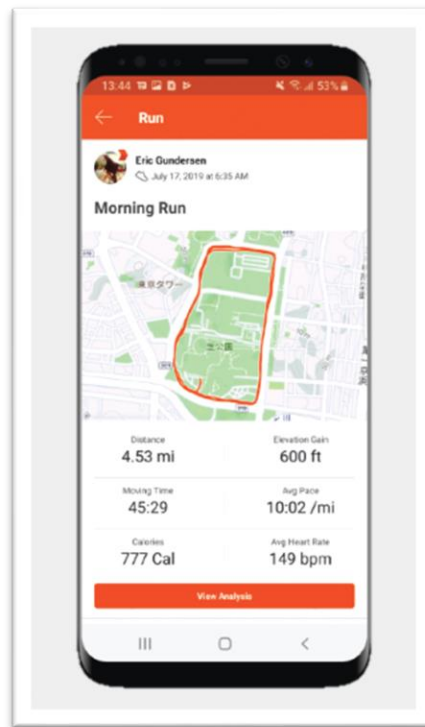 13:44
53%
Run
Eric Gundersen
July 17, 2019 at 6:35 AM
Morning Run
東京タワー
芝公園
Distance
4.53 mi
Elevation Gain
600 ft
Moving Time
45:29
Avg Pace
10:02 /mi
Calories
777 Cal
Avg Heart Rate
149 bpm
View Analysis